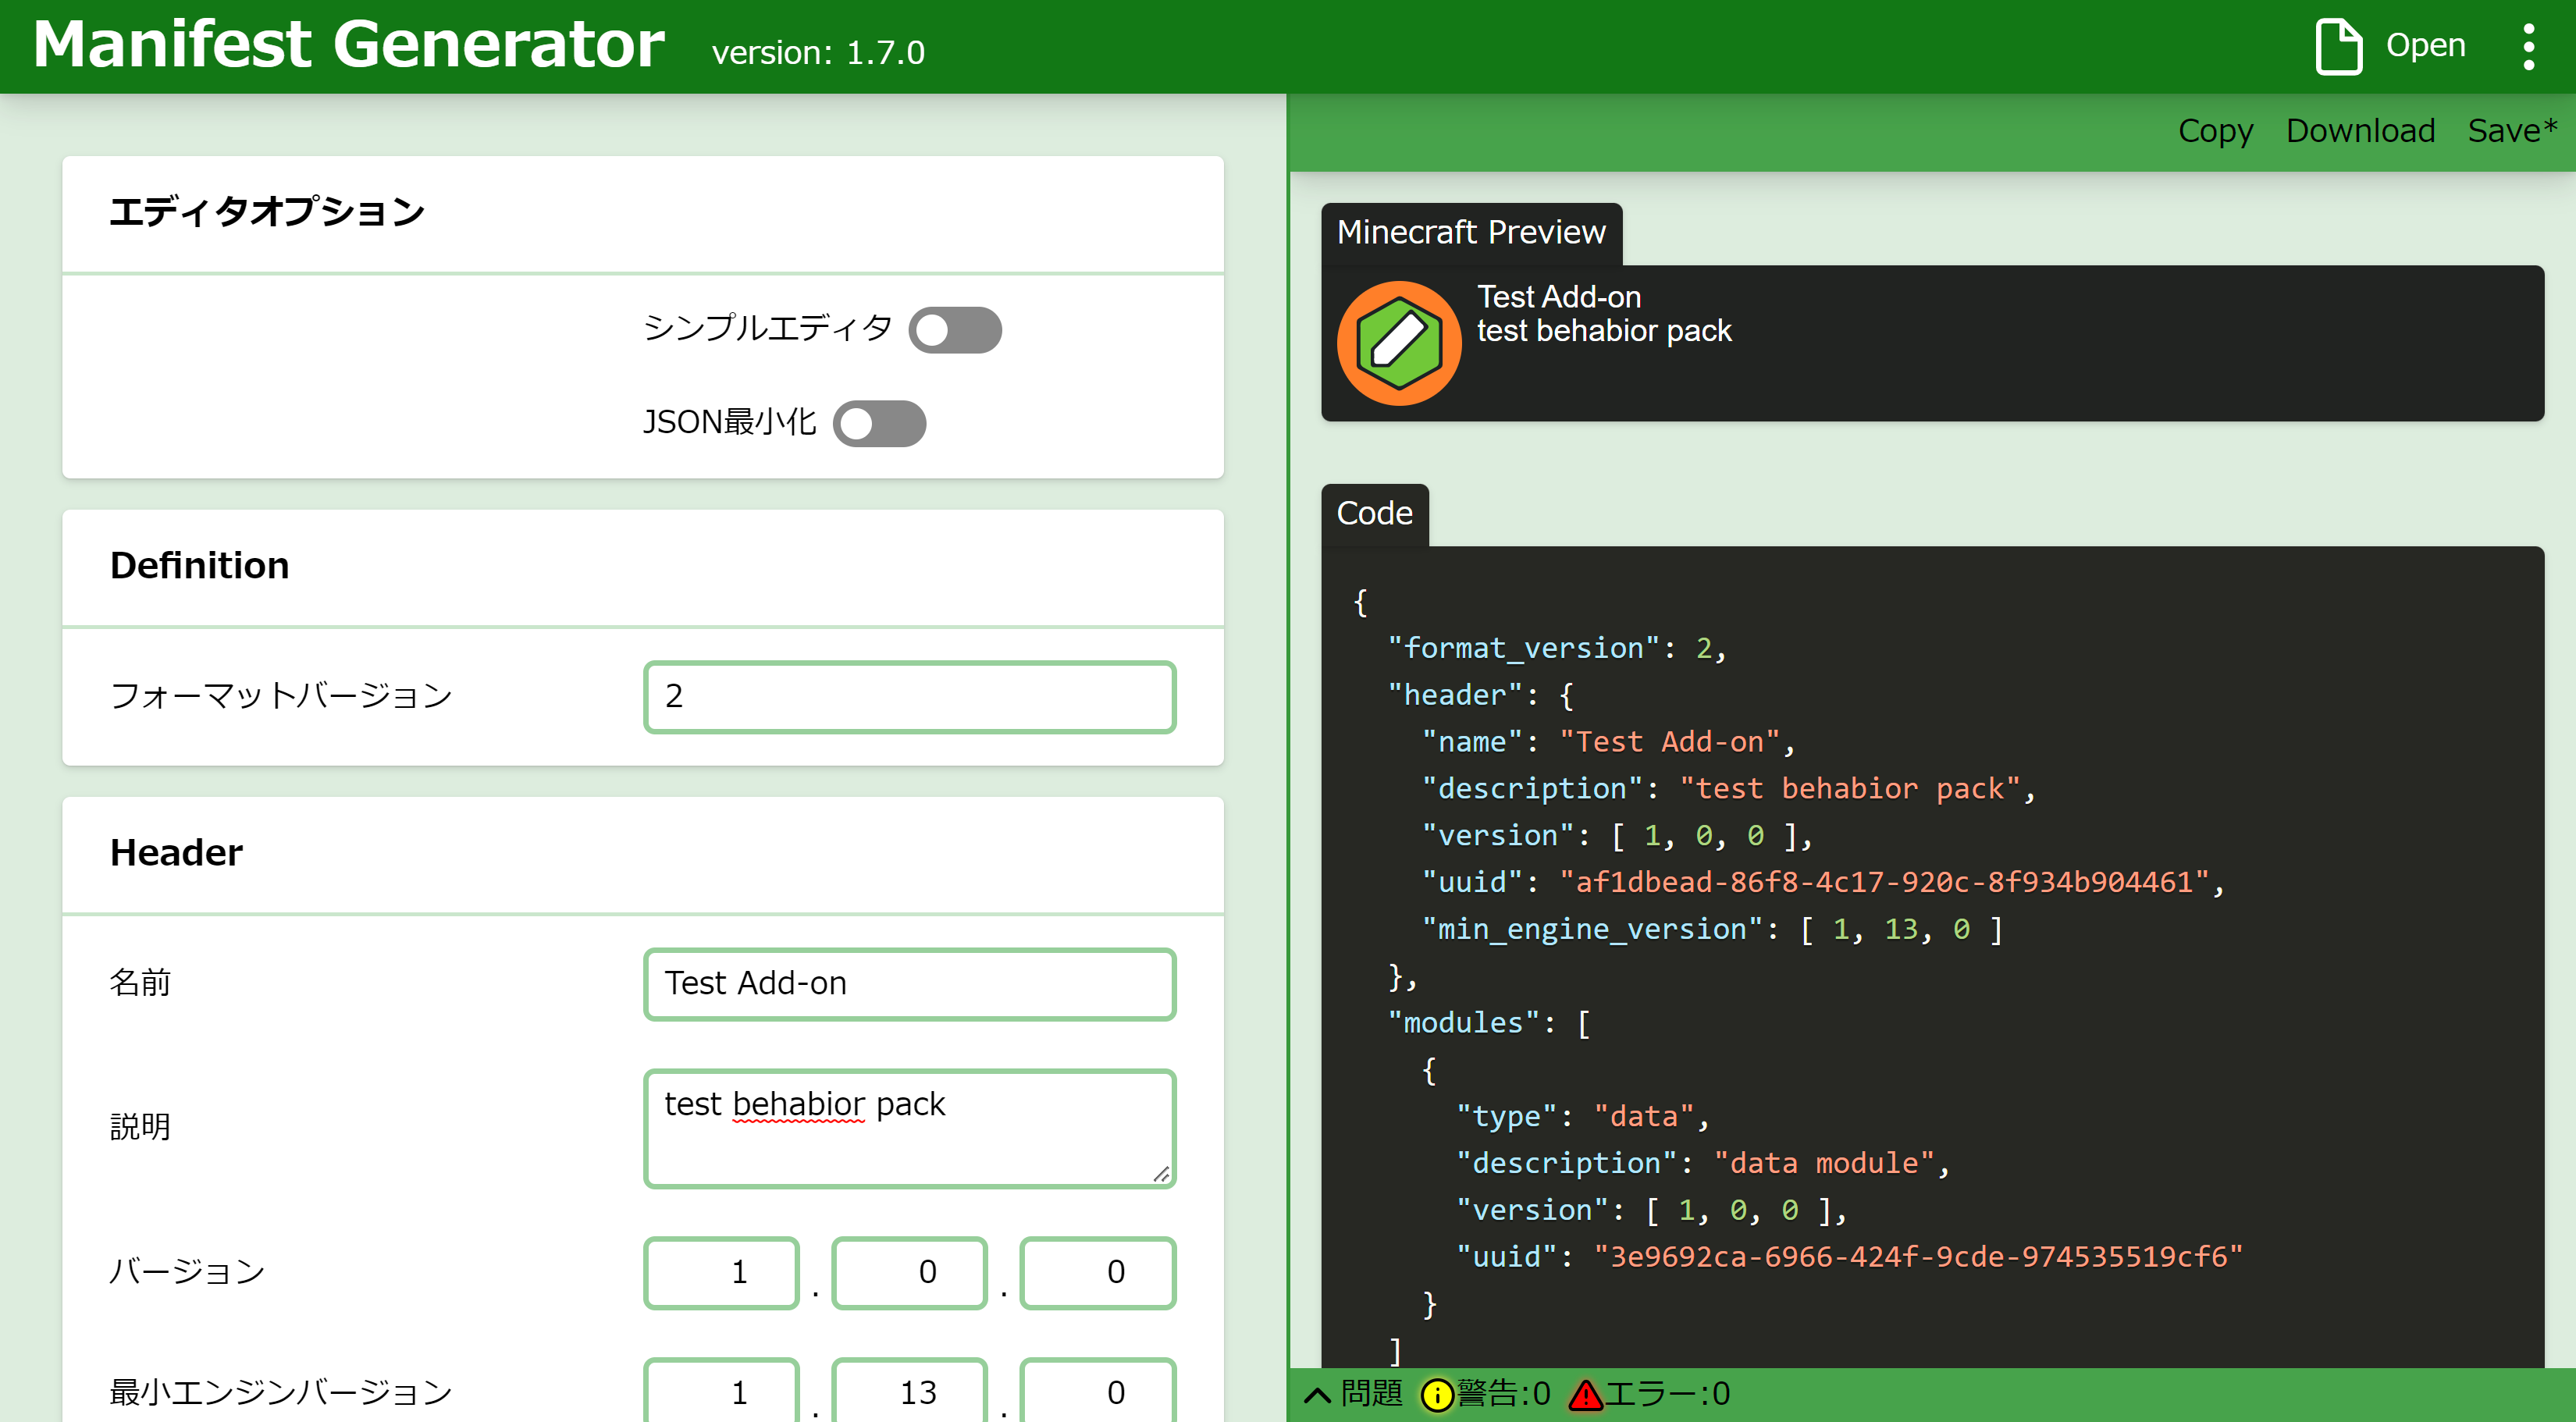 Manifest Generator version: 1.7.0
Open
エディタオプション
シンプルエディタ
JSON最小化
Definition
フォーマットバージョン 2
Header
名前 Test Add-on
説明 test behabior pack
バージョン 1 . 0 . 0
最小エンジンバージョン 1 . 13 . 0
Copy Download Save*
Minecraft Preview
Test Add-on
test behabior pack
Code
{
"format_version": 2,
"header": {
"name": "Test Add-on",
"description": "test behabior pack",
"version": [ 1, 0, 0 ],
"uuid": "af1dbead-86f8-4c17-920c-8f934b904461",
"min_engine_version": [ 1, 13, 0 ]
},
"modules": [
{
"type": "data",
"description": "data module",
"version": [ 1, 0, 0 ],
"uuid": "3e9692ca-6966-424f-9cde-974535519cf6"
}
]
問題 警告:0 エラー:0